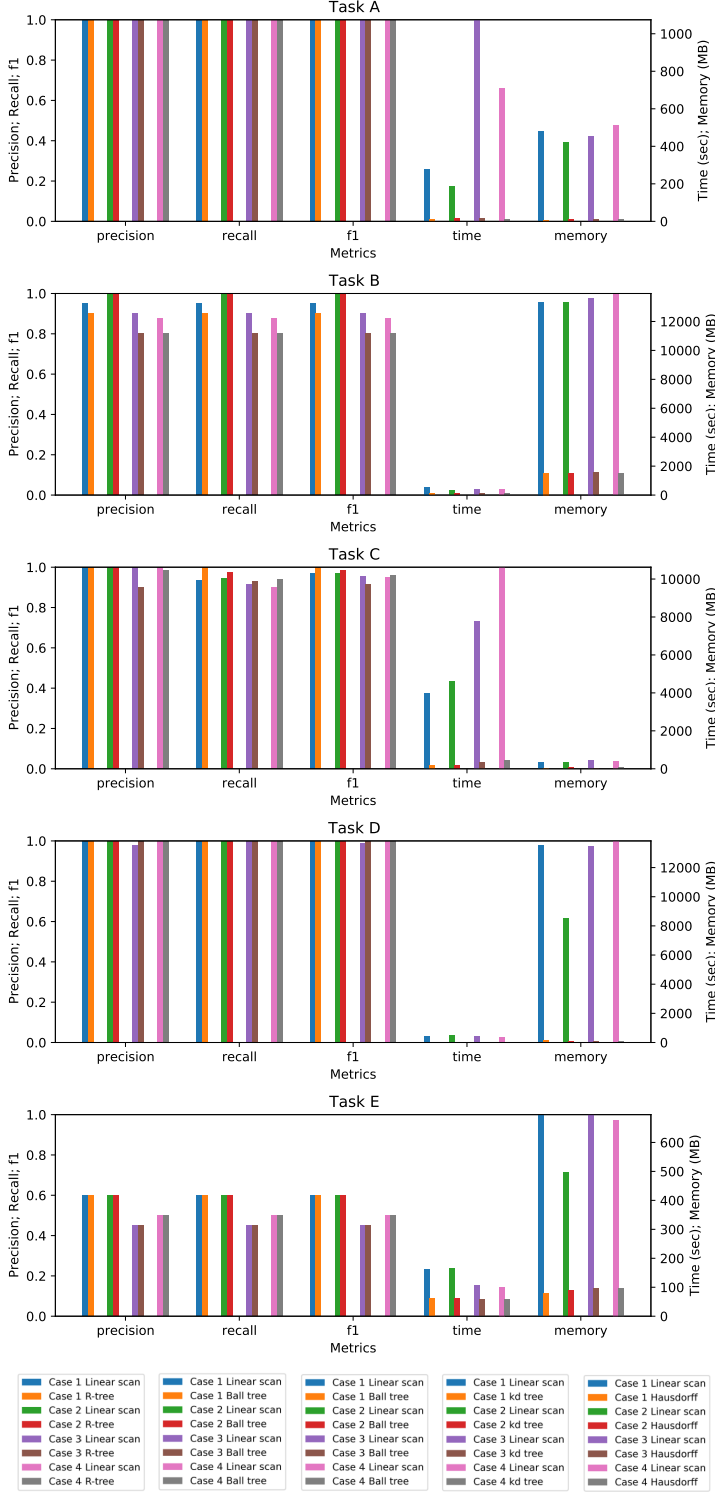 Task A
1.0
0.8
0.6
0.4
0.2
0.0
Precision; Recall; f1
1000
800
600
400
200
0
Time (sec); Memory (MB)
precision recall f1 time memory
Metrics
Task B
1.0
0.8
0.6
0.4
0.2
0.0
Precision; Recall; f1
12000
10000
8000
6000
4000
2000
0
Time (sec); Memory (MB)
precision recall f1 time memory
Metrics
Task C
1.0
0.8
0.6
0.4
0.2
0.0
Precision; Recall; f1
10000
8000
6000
4000
2000
0
Time (sec); Memory (MB)
precision recall f1 time memory
Metrics
Task D
1.0
0.8
0.6
0.4
0.2
0.0
Precision; Recall; f1
12000
10000
8000
6000
4000
2000
0
Time (sec); Memory (MB)
precision recall f1 time memory
Metrics
Task E
1.0
0.8
0.6
0.4
0.2
0.0
Precision; Recall; f1
600
500
400
300
200
100
0
Time (sec); Memory (MB)
precision recall f1 time memory
Metrics
Case 1 Linear scan
Case 1 R-tree
Case 2 Linear scan
Case 2 R-tree
Case 3 Linear scan
Case 3 R-tree
Case 4 Linear scan
Case 4 R-tree
Case 1 Linear scan
Case 1 Ball tree
Case 2 Linear scan
Case 2 Ball tree
Case 3 Linear scan
Case 3 Ball tree
Case 4 Linear scan
Case 4 Ball tree
Case 1 Linear scan
Case 1 Ball tree
Case 2 Linear scan
Case 2 Ball tree
Case 3 Linear scan
Case 3 Ball tree
Case 4 Linear scan
Case 4 Ball tree
Case 1 Linear scan
Case 1 kd tree
Case 2 Linear scan
Case 2 kd tree
Case 3 Linear scan
Case 3 kd tree
Case 4 Linear scan
Case 4 kd tree
Case 1 Linear scan
Case 1 Hausdorff
Case 2 Linear scan
Case 2 Hausdorff
Case 3 Linear scan
Case 3 Hausdorff
Case 4 Linear scan
Case 4 Hausdorff